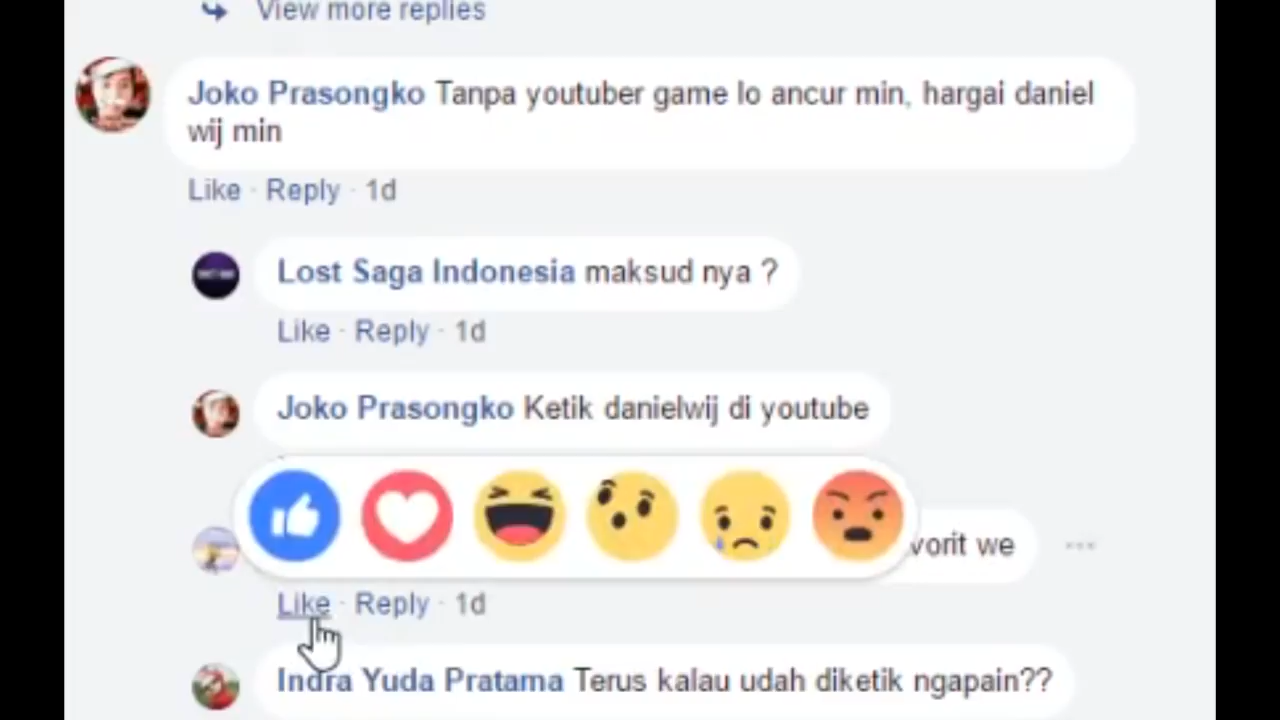 View more replies
Joko Prasongko Tanpa youtuber game lo ancur min, hargai daniel
wij min
Like · Reply · 1d
Lost Saga Indonesia maksud nya ?
Like · Reply · 1d
Joko Prasongko Ketik danielwij di youtube
vorit we
Like · Reply · 1d
Indra Yuda Pratama Terus kalau udah diketik ngapain??